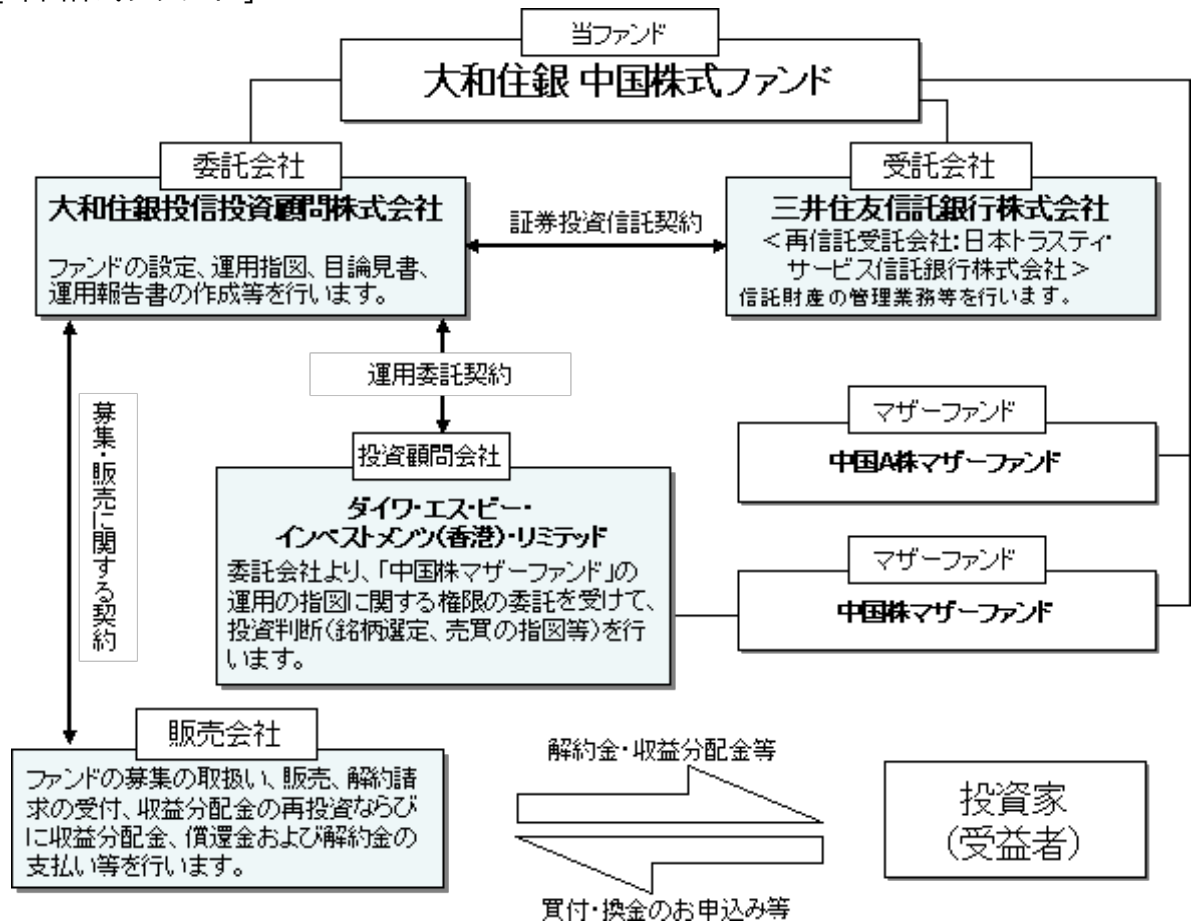 当ファンド
大和住銀 中国株式ファンド
委託会社
大和住銀投信投資顧問株式会社
ファンドの設定、運用指図、目論見書、
運用報告書の作成等を行います。
証券投資信託契約
受託会社
三井住友信託銀行株式会社
<再信託受託会社:日本トラスティ・
サービス信託銀行株式会社>
信託財産の管理業務等を行います。
運用委託契約
募集・販売に関する契約
投資顧問会社
ダイワ・エス・ビー・
インベストメンツ(香港)・リミテッド
委託会社より、「中国株マザーファンド」の
運用の指図に関する権限の委託を受けて、
投資判断(銘柄選定、売買の指図等)を行
います。
マザーファンド
中国A株マザーファンド
マザーファンド
中国株マザーファンド
販売会社
ファンドの募集の取扱い、販売、解約請
求の受付、収益分配金の再投資ならび
に収益分配金、償還金および解約金の
支払い等を行います。
解約金・収益分配金等
買付・換金のお申込み等
投資家
(受益者)